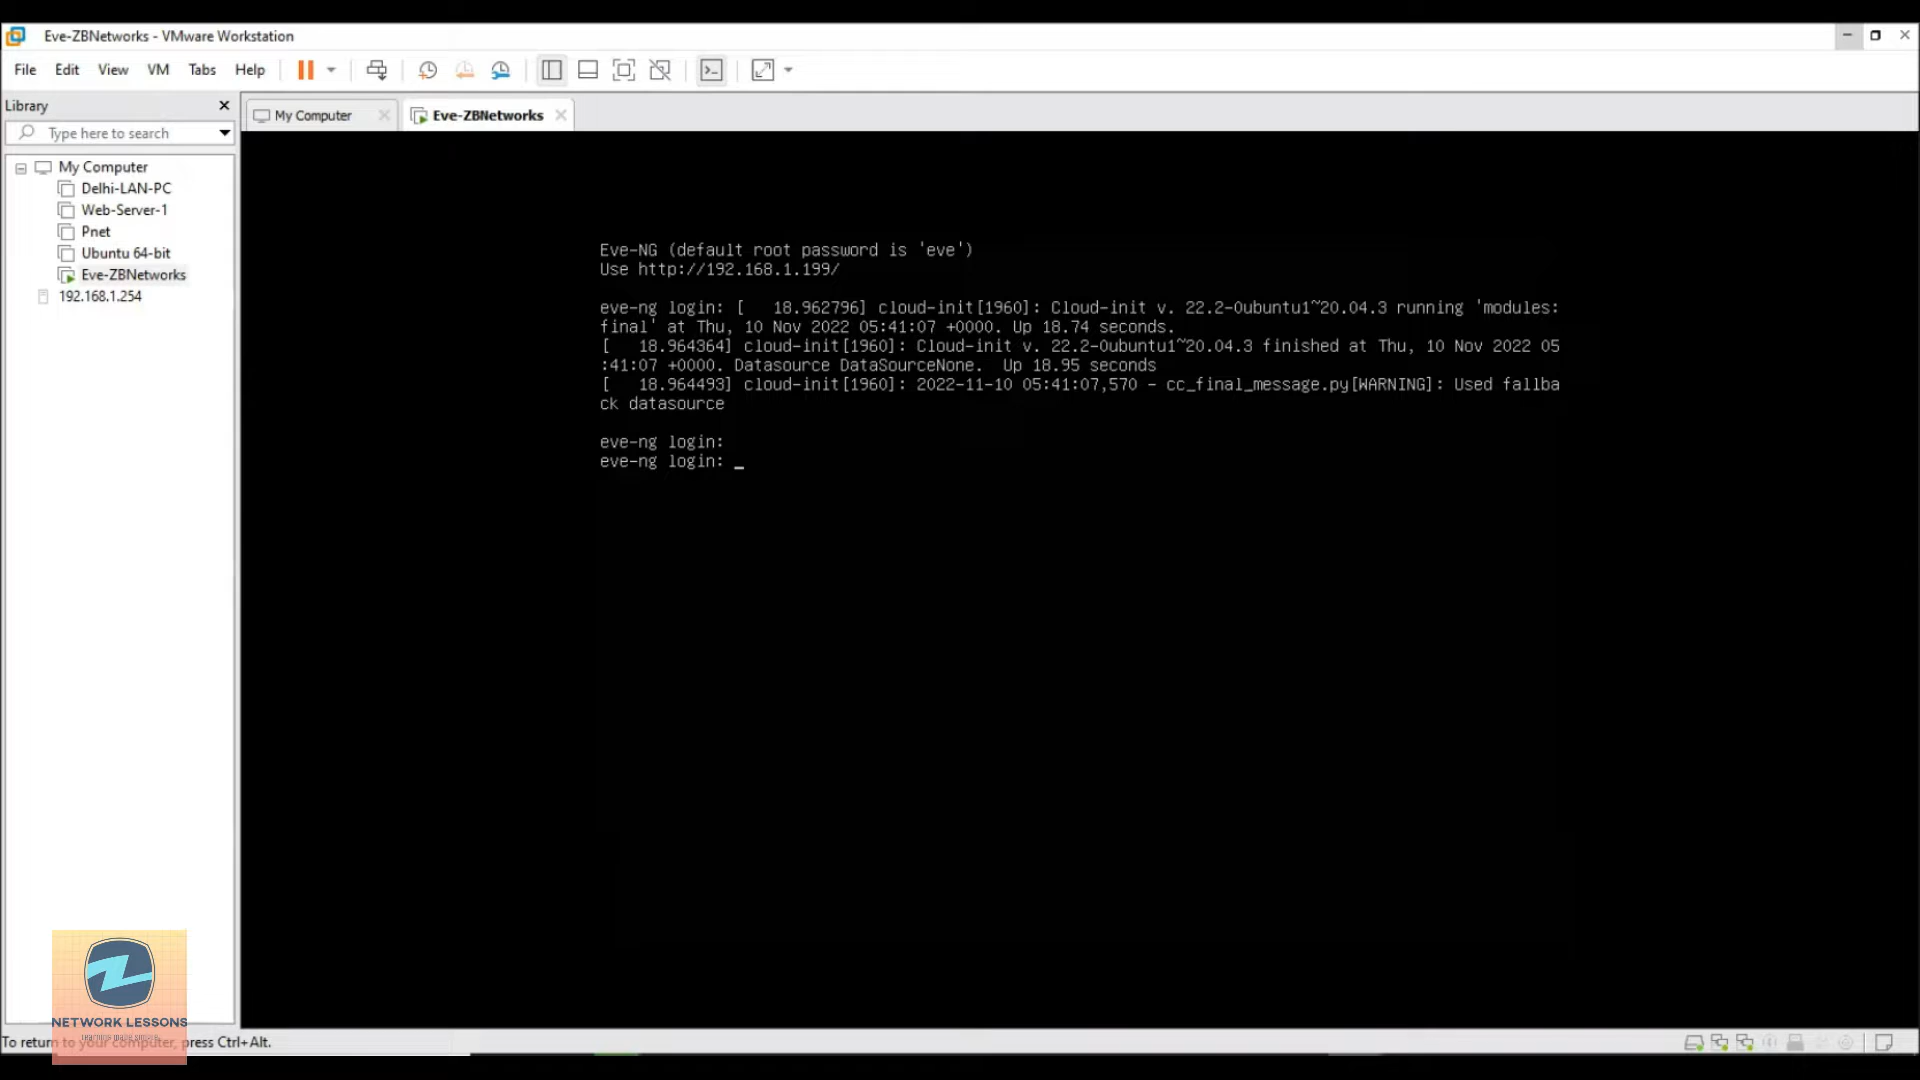 Eve-ZBNetworks - VMware Workstation
File Edit View VM Tabs Help
Library
My Computer
Eve-ZBNetworks
Type here to search
My Computer
Delhi-LAN-PC
Web-Server-1
Pnet
Ubuntu 64-bit
Eve-ZBNetworks
192.168.1.254
Eve-NG (default root password is 'eve')
Use http://192.168.1.199/
eve-ng login: [   18.962796] cloud-init[1960]: Cloud-init v. 22.2-0ubuntu1~20.04.3 running 'modules:
final' at Thu, 10 Nov 2022 05:41:07 +0000. Up 18.74 seconds.
[   18.964364] cloud-init[1960]: Cloud-init v. 22.2-0ubuntu1~20.04.3 finished at Thu, 10 Nov 2022 05
:41:07 +0000. Datasource DataSourceNone.  Up 18.95 seconds
[   18.964493] cloud-init[1960]: 2022-11-10 05:41:07,570 - cc_final_message.py[WARNING]: Used fallba
ck datasource
eve-ng login:
eve-ng login: _
NETWORK LESSONS
To return to your computer, press Ctrl+Alt.